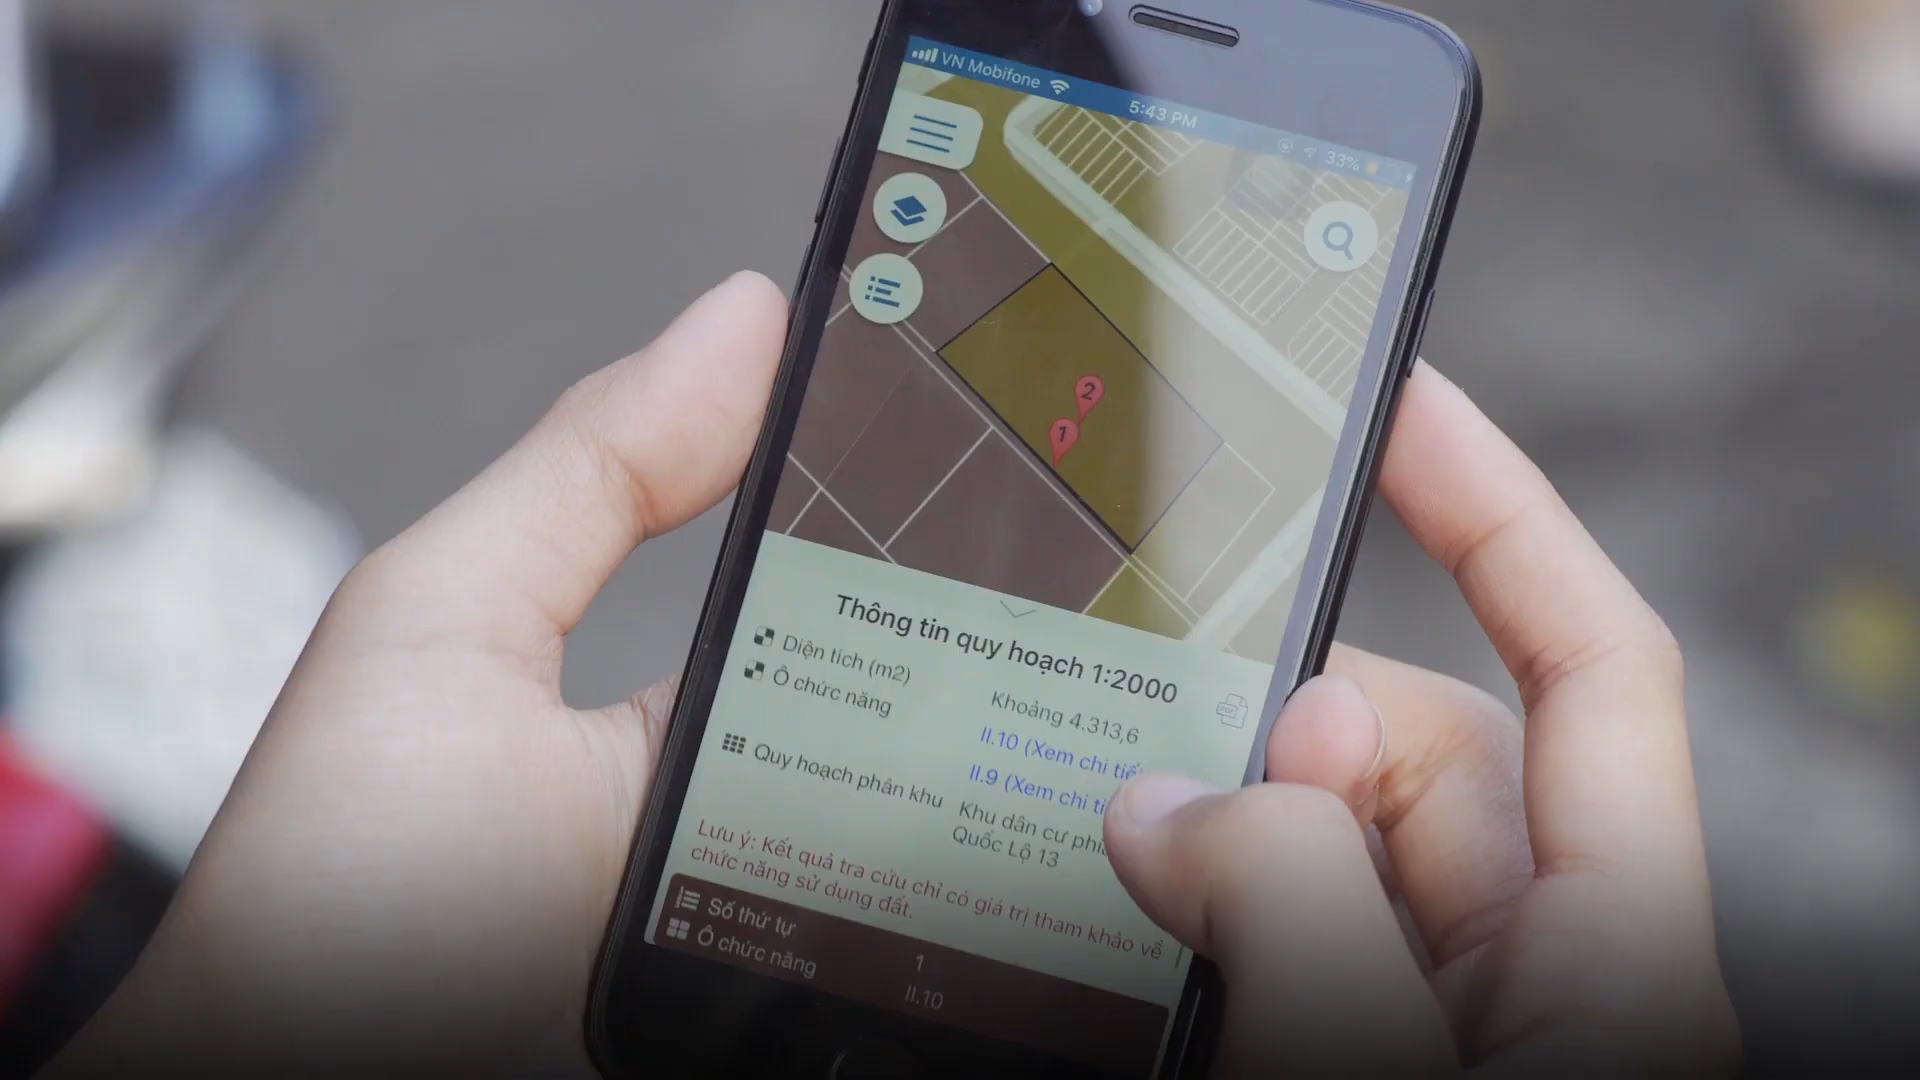 VN Mobifone
5:43 PM
33%
2
1
Thông tin quy hoạch 1:2000
Diện tích (m2)
Khoảng 4.313,6
Ô chức năng
II.10 (Xem chi tiết
II.9 (Xem chi
Quy hoạch phân khu
Khu dân cư phía
Quốc Lộ 13
Lưu ý: Kết quả tra cứu chỉ có giá trị tham khảo về
chức năng sử dụng đất.
Số thứ tự
1
Ô chức năng
II.10